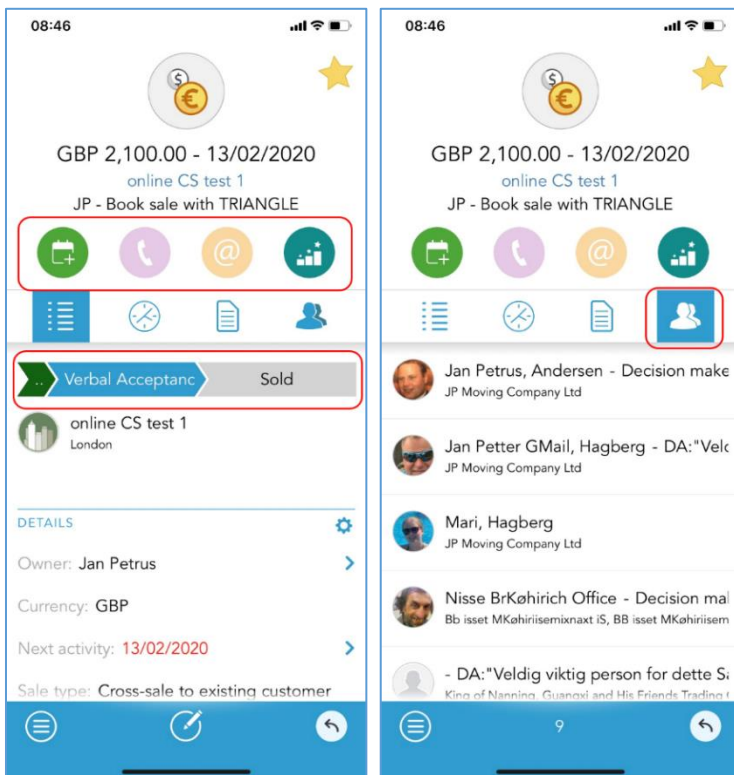 08:46
GBP 2,100.00 - 13/02/2020
online CS test 1
JP - Book sale with TRIANGLE
@
.. Verbal Acceptanc Sold
online CS test 1
London
DETAILS
Owner: Jan Petrus
Currency: GBP
Next activity: 13/02/2020
Sale type: Cross-sale to existing customer
08:46
GBP 2,100.00 - 13/02/2020
online CS test 1
JP - Book sale with TRIANGLE
@
Jan Petrus, Andersen - Decision make
JP Moving Company Ltd
Jan Petter GMail, Hagberg - DA:"Velc
JP Moving Company Ltd
Mari, Hagberg
JP Moving Company Ltd
Nisse BrKøhirich Office - Decision mal
Bb isset MKøhiriisemixnaxt iS, BB isset MKøhiriisem
- DA:"Veldig viktig person for dette Sa
King of Nanning, Guangxi and His Friends Trading
9